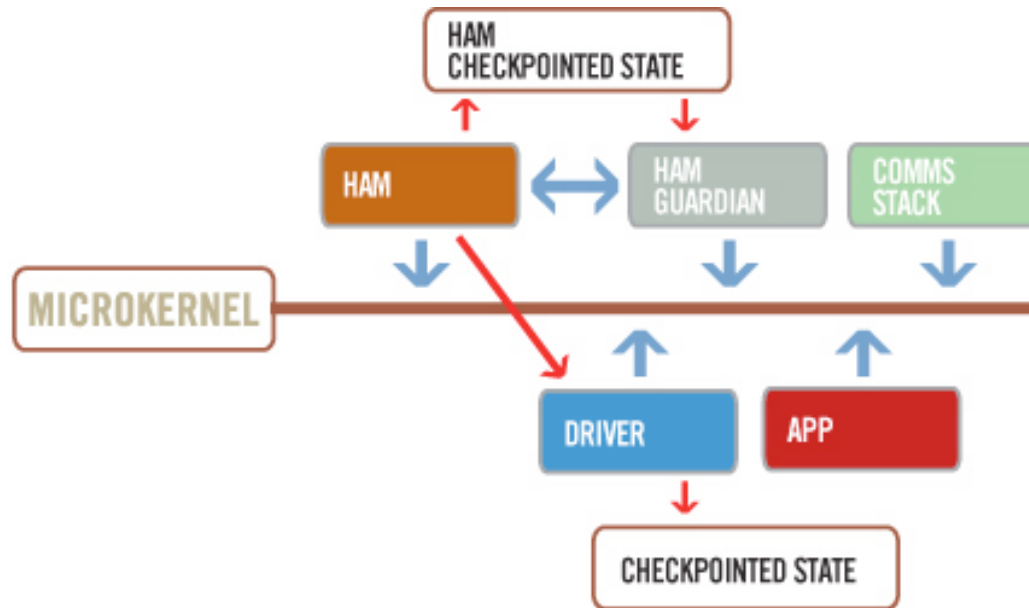 HAM
CHECKPOINTED STATE
HAM
HAM
GUARDIAN
COMMS
STACK
MICROKERNEL
DRIVER
APP
CHECKPOINTED STATE